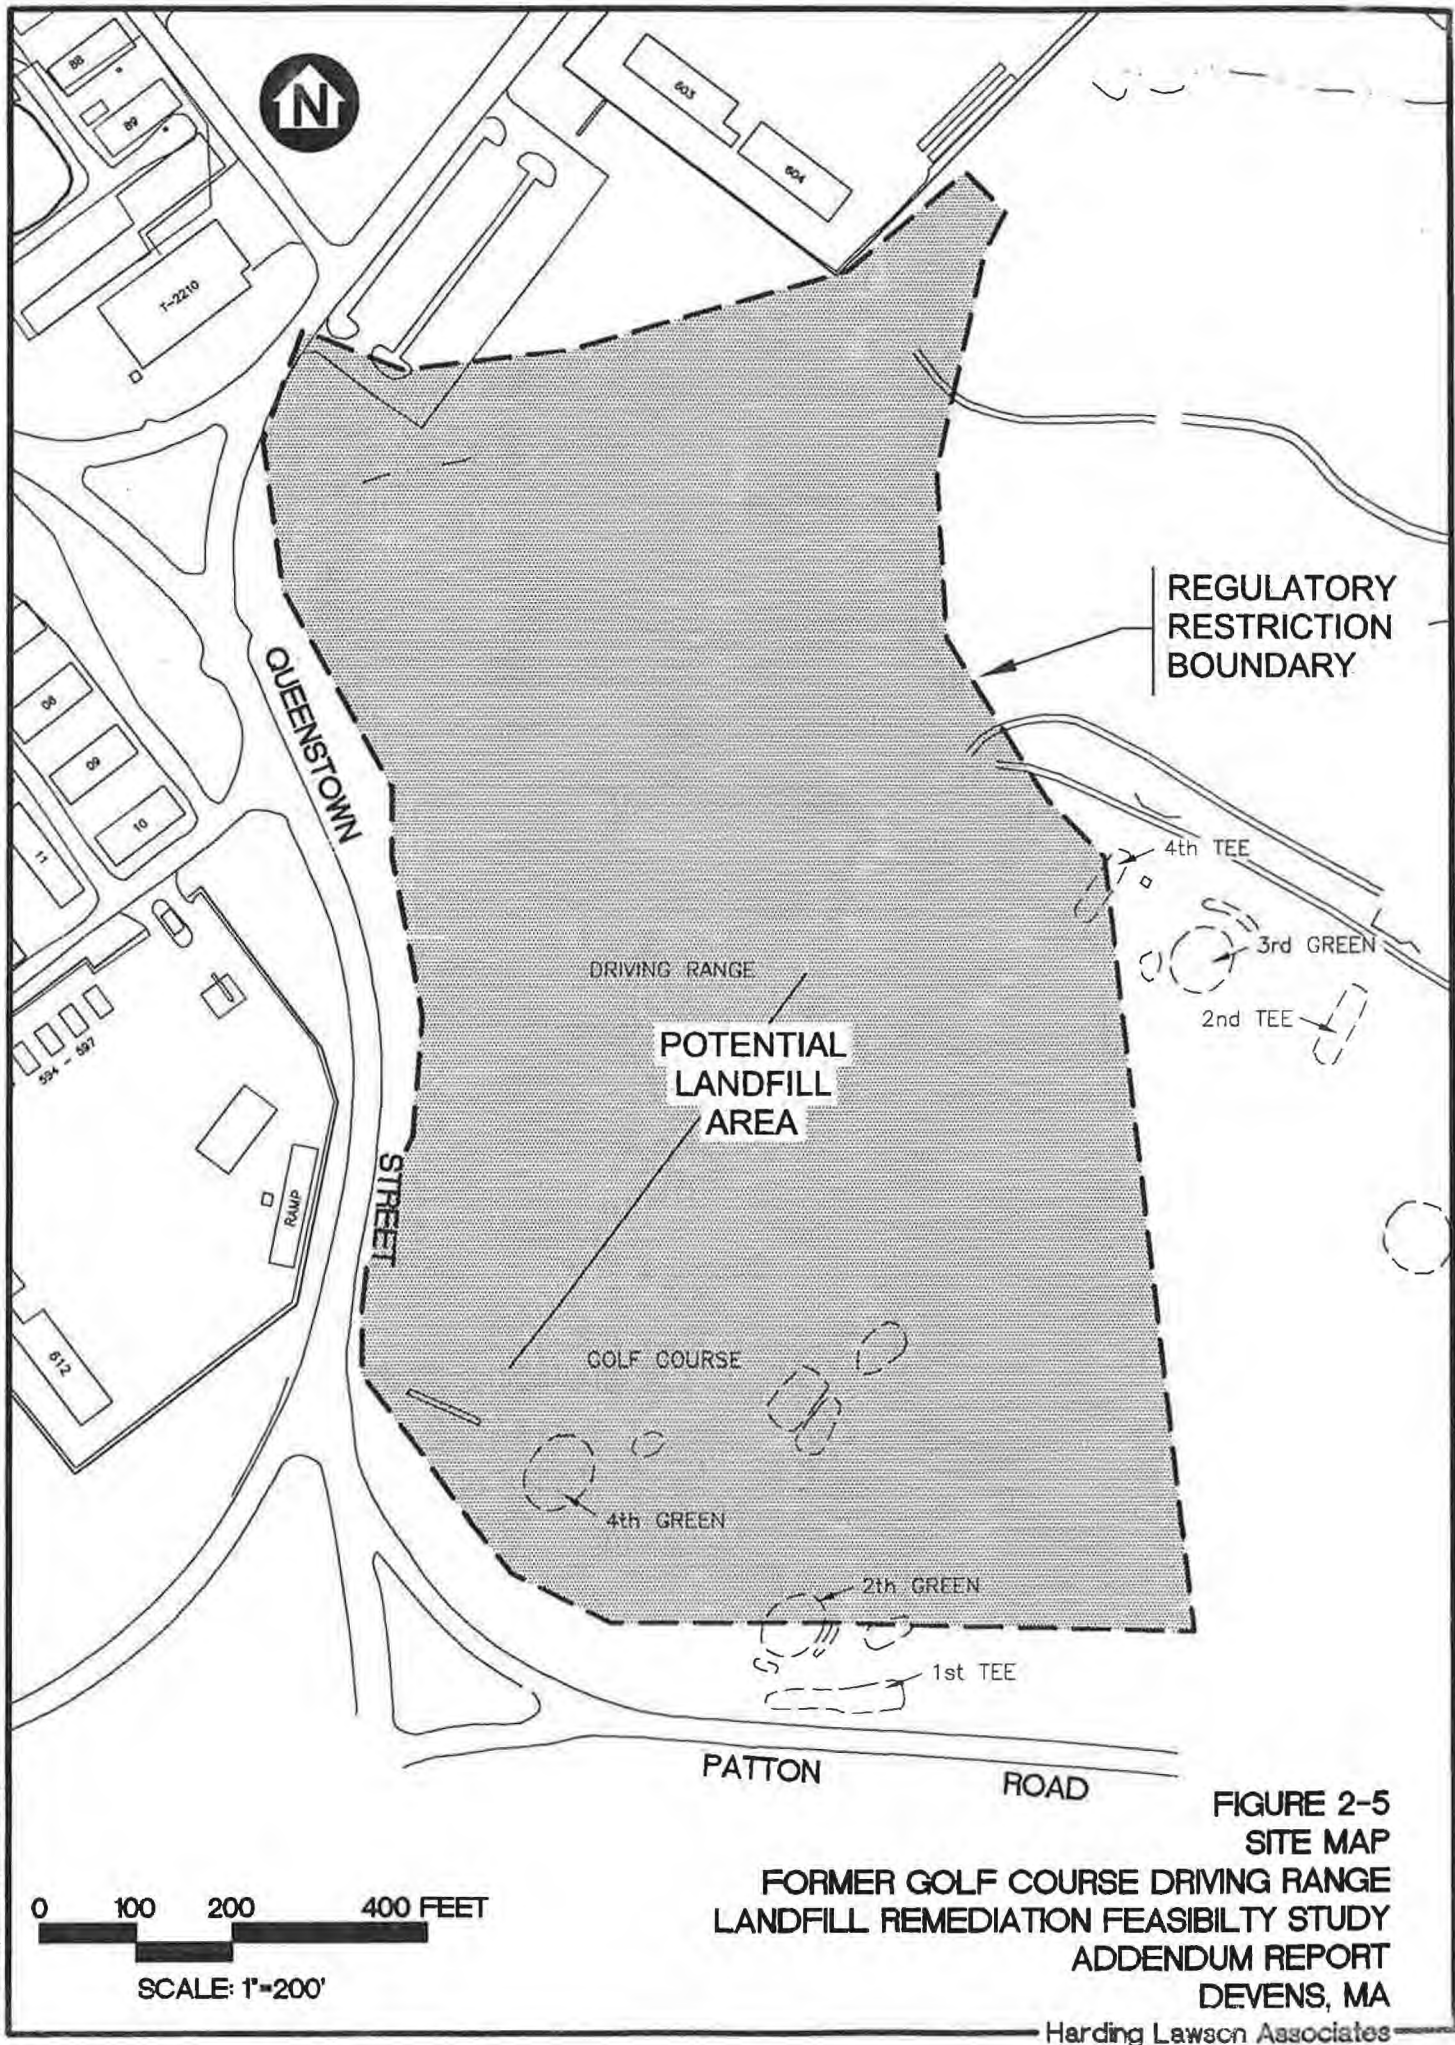 88
89
N
603
604
T-2210
REGULATORY
RESTRICTION
BOUNDARY
QUEENSTOWN
08
09
10
11
4th TEE
3rd GREEN
2nd TEE
DRIVING RANGE
POTENTIAL
LANDFILL
AREA
594 - 597
RAMP
STREET
612
GOLF COURSE
4th GREEN
2th GREEN
1st TEE
PATTON ROAD
FIGURE 2-5
SITE MAP
FORMER GOLF COURSE DRIVING RANGE
LANDFILL REMEDIATION FEASIBILTY STUDY
ADDENDUM REPORT
DEVENS, MA
0 100 200 400 FEET
SCALE: 1"=200'
Harding Lawson Associates